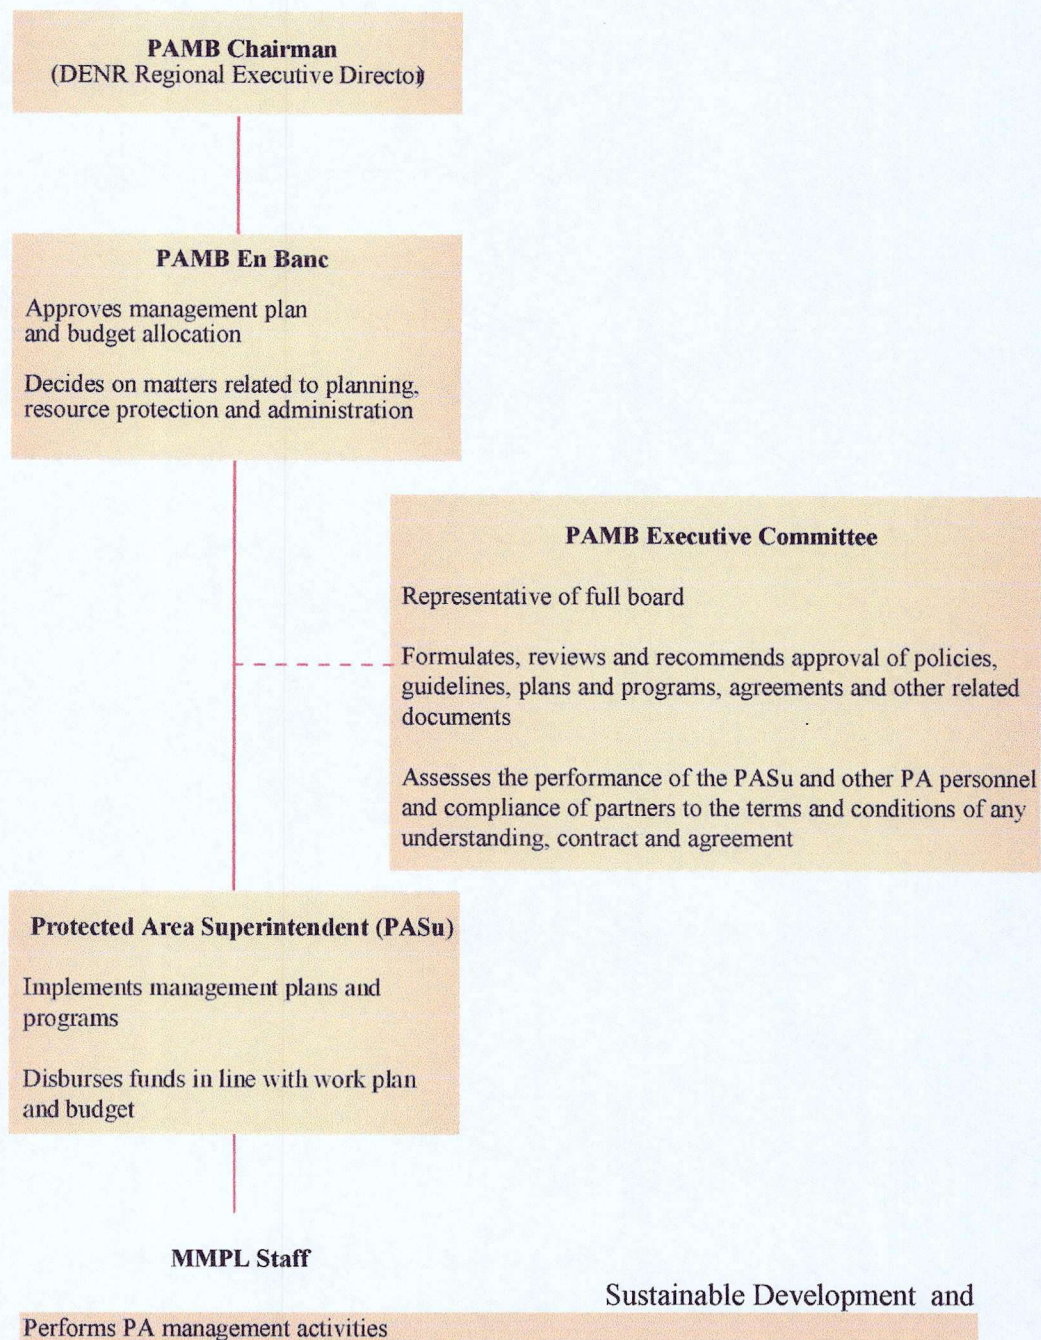 PAMB Chairman
(DENR Regional Executive Director)
PAMB En Banc
Approves management plan
and budget allocation
Decides on matters related to planning,
resource protection and administration
PAMB Executive Committee
Representative of full board
Formulates, reviews and recommends approval of policies,
guidelines, plans and programs, agreements and other related
documents
Assesses the performance of the PASu and other PA personnel
and compliance of partners to the terms and conditions of any
understanding, contract and agreement
Protected Area Superintendent (PASu)
Implements management plans and
programs
Disburses funds in line with work plan
and budget
MMPL Staff
Sustainable Development and
Performs PA management activities